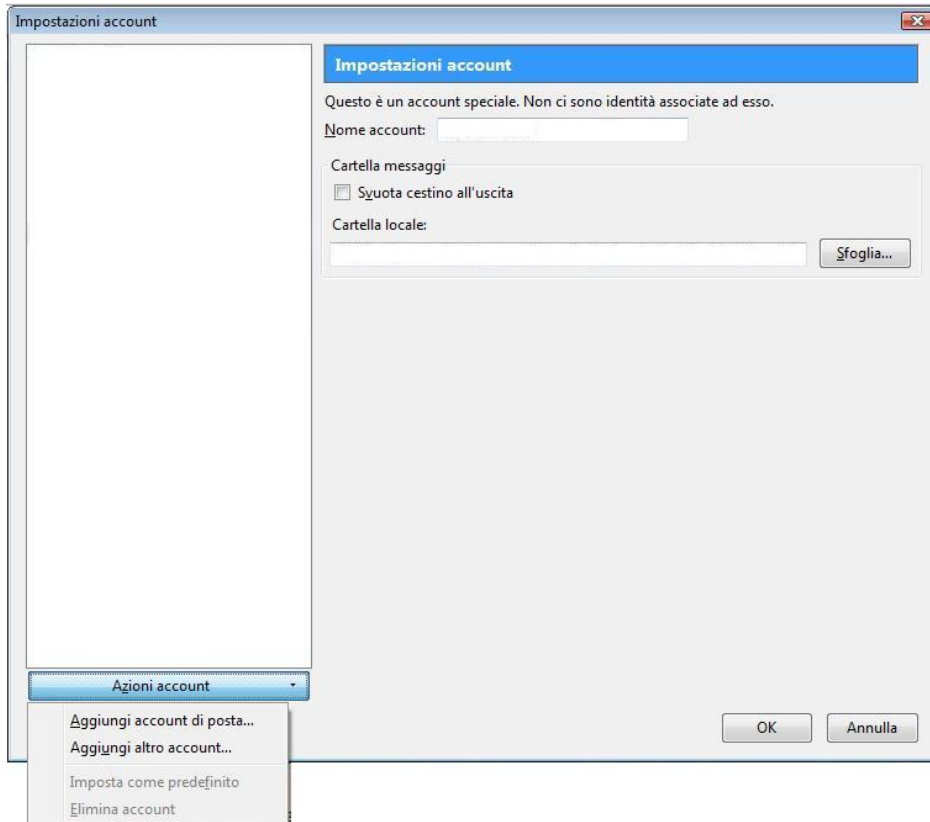 Impostazioni account
Impostazioni account
Questo è un account speciale. Non ci sono identità associate ad esso.
Nome account:
Cartella messaggi
Svuota cestino all'uscita
Cartella locale:
Sfoglia...
Azioni account
Aggiungi account di posta...
Aggiungi altro account...
Imposta come predefinito
Elimina account
OK
Annulla